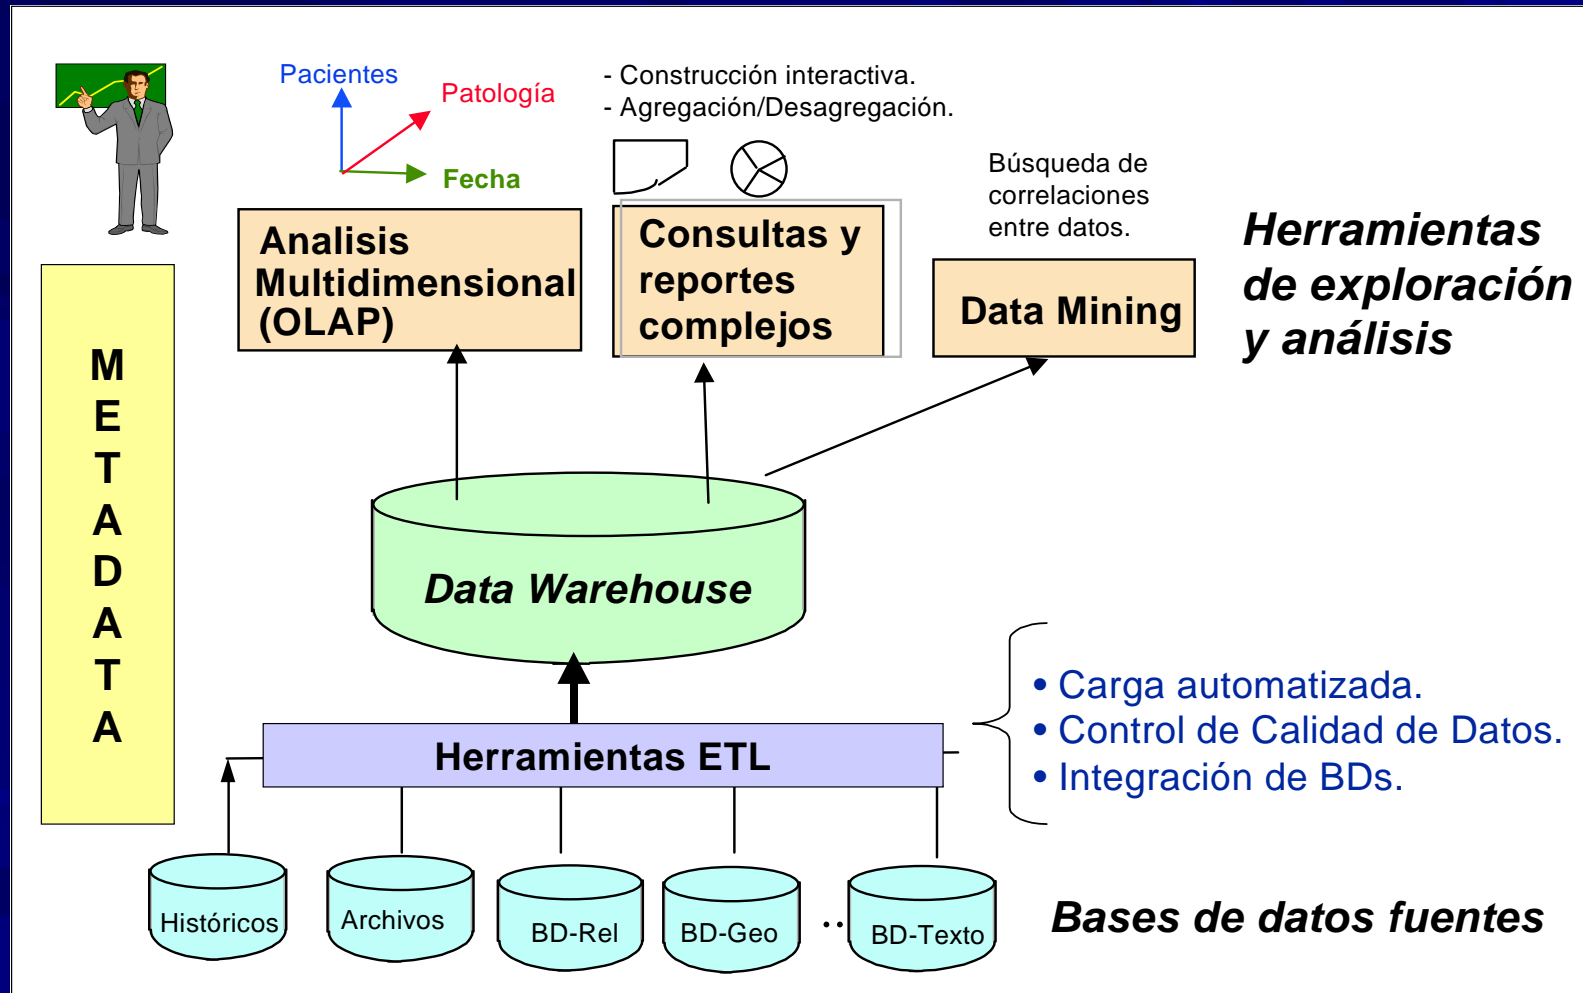 Pacientes
Patología
Fecha
- Construcción interactiva.
- Agregación/Desagregación.
Búsqueda de
correlaciones
entre datos.
Analisis
Multidimensional
(OLAP)
Consultas y
reportes
complejos
Data Mining
Herramientas
de exploración
y análisis
M
E
T
A
D
A
T
A
Data Warehouse
• Carga automatizada.
• Control de Calidad de Datos.
• Integración de BDs.
Herramientas ETL
Históricos
Archivos
BD-Rel
BD-Geo
..
BD-Texto
Bases de datos fuentes